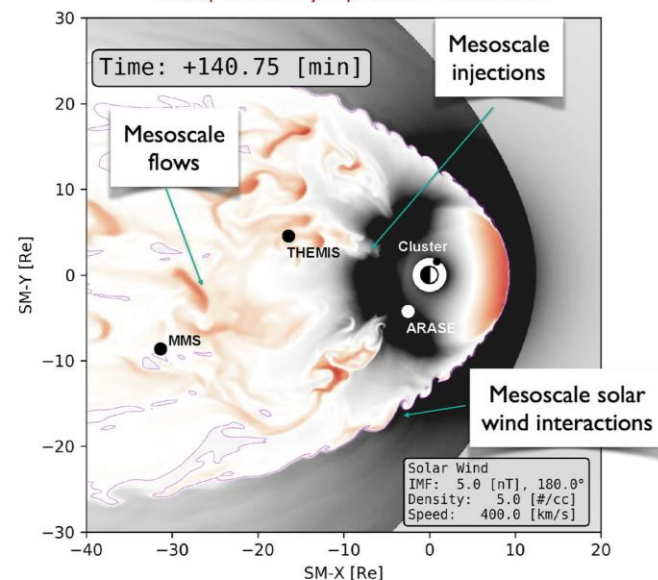 30
20
10
0
−10
−20
−30
SM-Y [Re]
Time: +140.75 [min]
Mesoscale
injections
Mesoscale
flows
THEMIS
Cluster
ARASE
MMS
Mesoscale solar
wind interactions
Solar Wind
IMF: 5.0 [nT], 180.0°
Density: 5.0 [#/cc]
Speed: 400.0 [km/s]
−40 −30 −20 −10 0 10 20
SM-X [Re]